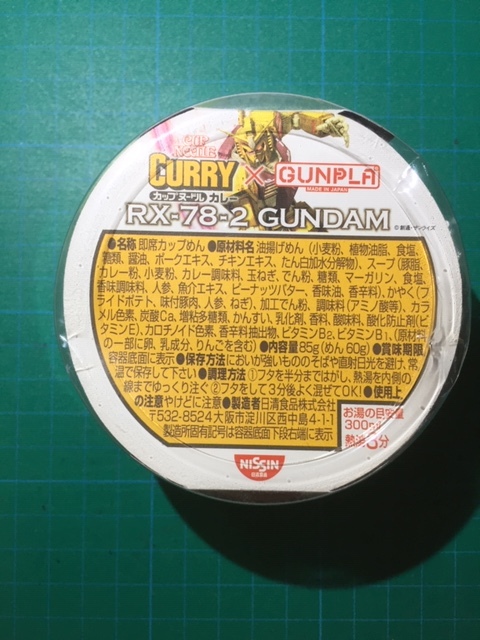 CUP
NOODLE
CURRY × GUNPLA
カップヌードル カレー MADE IN JAPAN
RX-78-2 GUNDAM
©創通・サンライズ
●名称 即席カップめん ●原材料名 油揚げめん(小麦粉、植物油脂、食塩、
糖類、醤油、ポークエキス、チキンエキス、たん白加水分解物)、スープ(豚脂、
カレー粉、小麦粉、カレー調味料、玉ねぎ、でん粉、糖類、マーガリン、食塩、
香味調味料、人参、魚介エキス、ピーナッツバター、香味油、香辛料)、かやく(フ
ライドポテト、味付豚肉、人参、ねぎ)、加工でん粉、調味料(アミノ酸等)、カラ
メル色素、炭酸Ca、増粘多糖類、かんすい、乳化剤、香料、酸味料、酸化防止剤(ビ
タミンE)、カロチノイド色素、香辛料抽出物、ビタミンB2、ビタミンB1、(原材料
の一部に卵、乳成分、りんごを含む) ●内容量85g(めん60g) ●賞味期限
容器底面に表示 ●保存方法 においが強いもののそばや直射日光を避け、常
温で保存して下さい ●調理方法 ①フタを半分まではがし、熱湯を内側の
線までゆっくり注ぐ ②フタをして3分後よく混ぜてOK! ●使用上
の注意 やけどに注意 ●製造者 日清食品株式会社
〒532-8524 大阪市淀川区西中島4-1-1
製造所固有記号は容器底面下段右端に表示
お湯の目安量
300ml
熱湯3分
NISSIN
日清食品